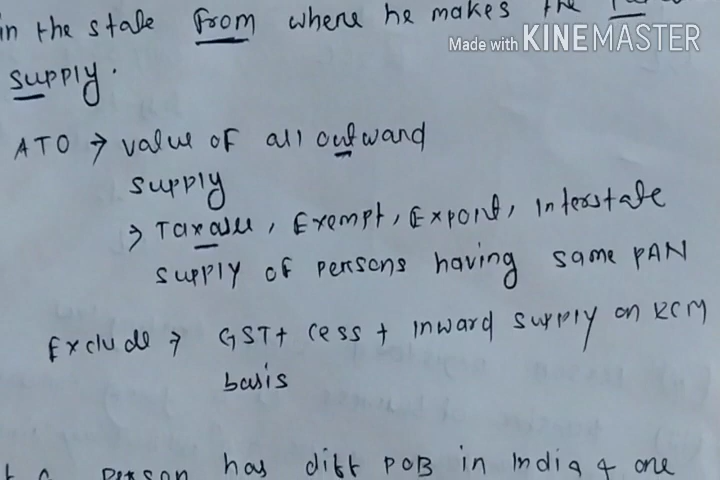 in the state from where he makes the
Made with KINEMASTER
supply.
ATO → value of all outward
supply
→ Taxable, Exempt, Export, Interstate
supply of persons having same PAN
Exclude → GST + cess + inward supply on RCM
basis
person has diff POB in India & one